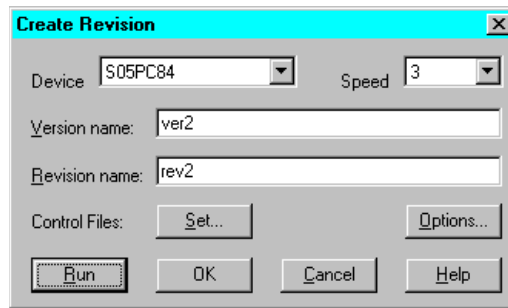 Create Revision
Device S05PC84 Speed 3
Version name: ver2
Revision name: rev2
Control Files: Set... Options...
Run OK Cancel Help